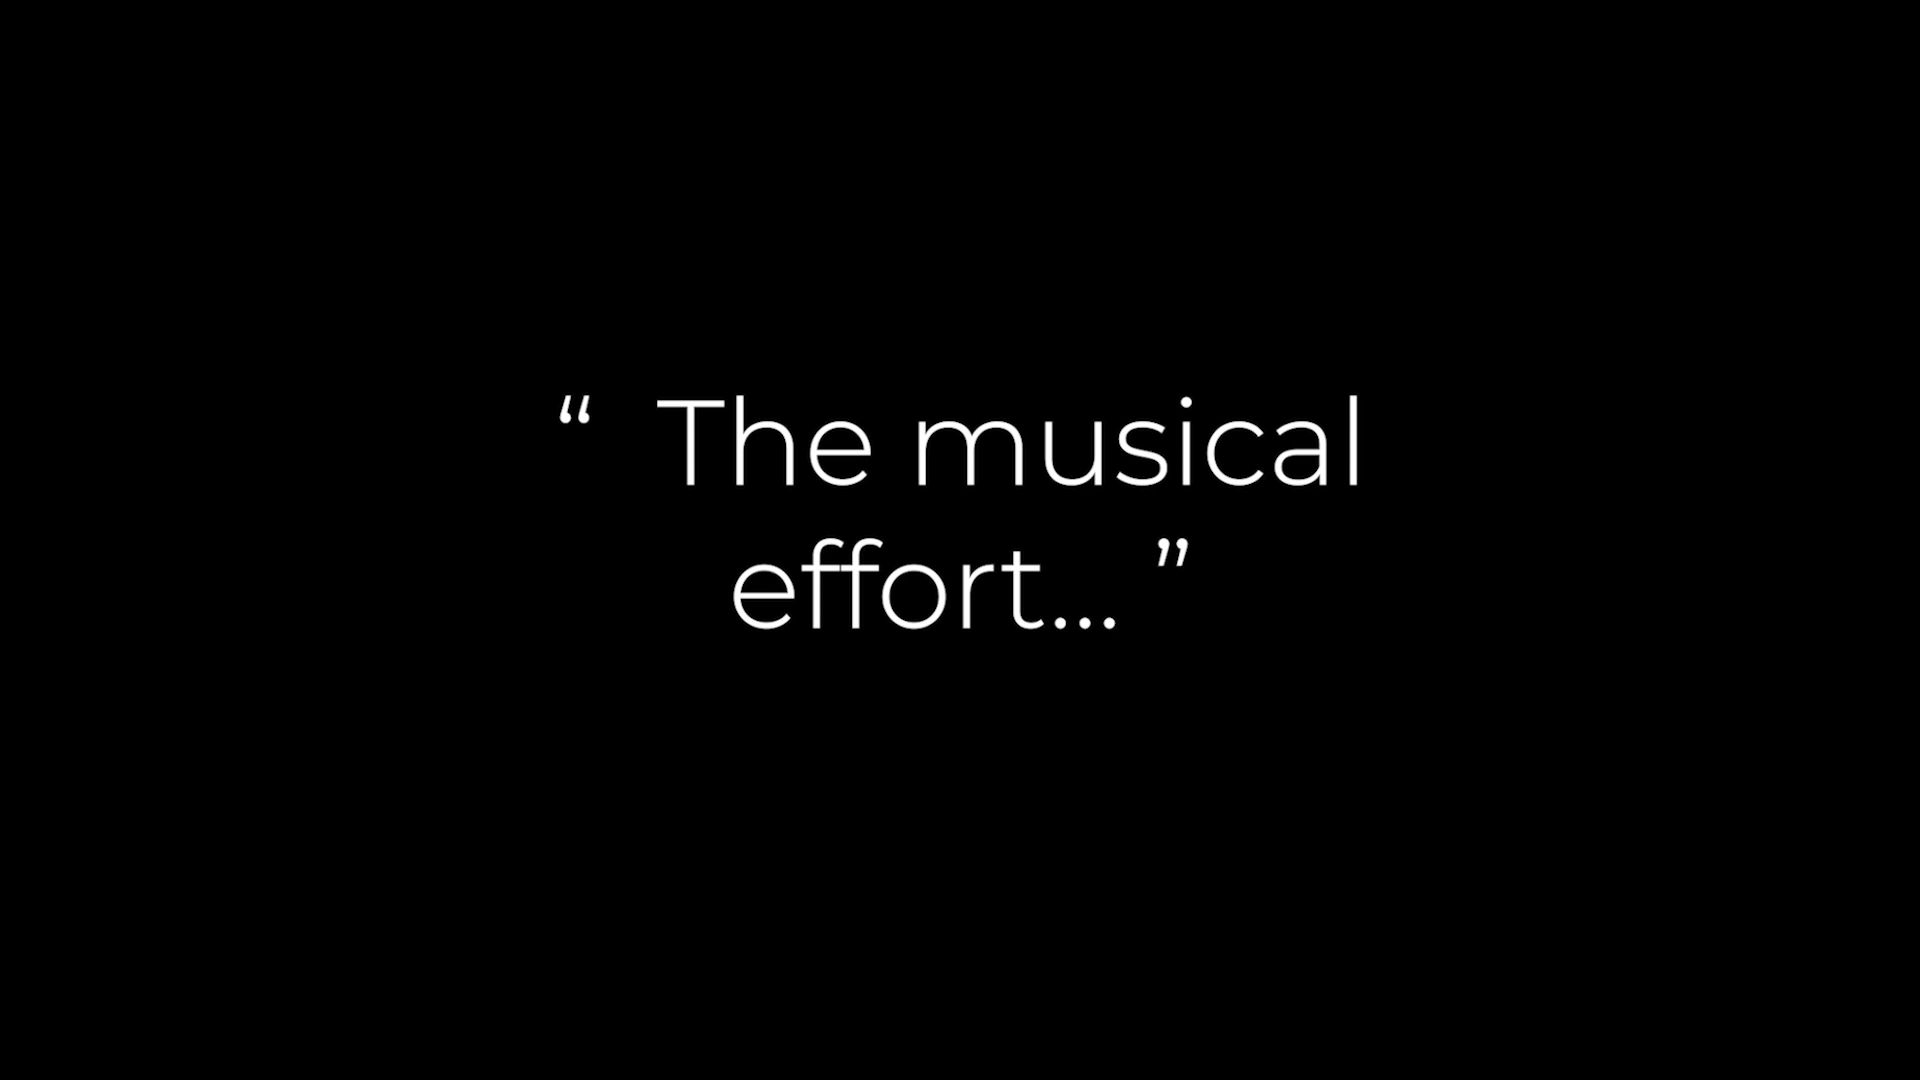 “ The musical
effort... ”